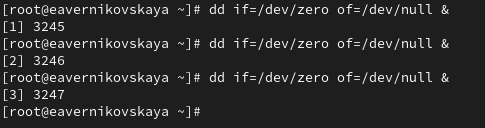 [root@eavernikovskaya ~]# dd if=/dev/zero of=/dev/null &
[1] 3245
[root@eavernikovskaya ~]# dd if=/dev/zero of=/dev/null &
[2] 3246
[root@eavernikovskaya ~]# dd if=/dev/zero of=/dev/null &
[3] 3247
[root@eavernikovskaya ~]#